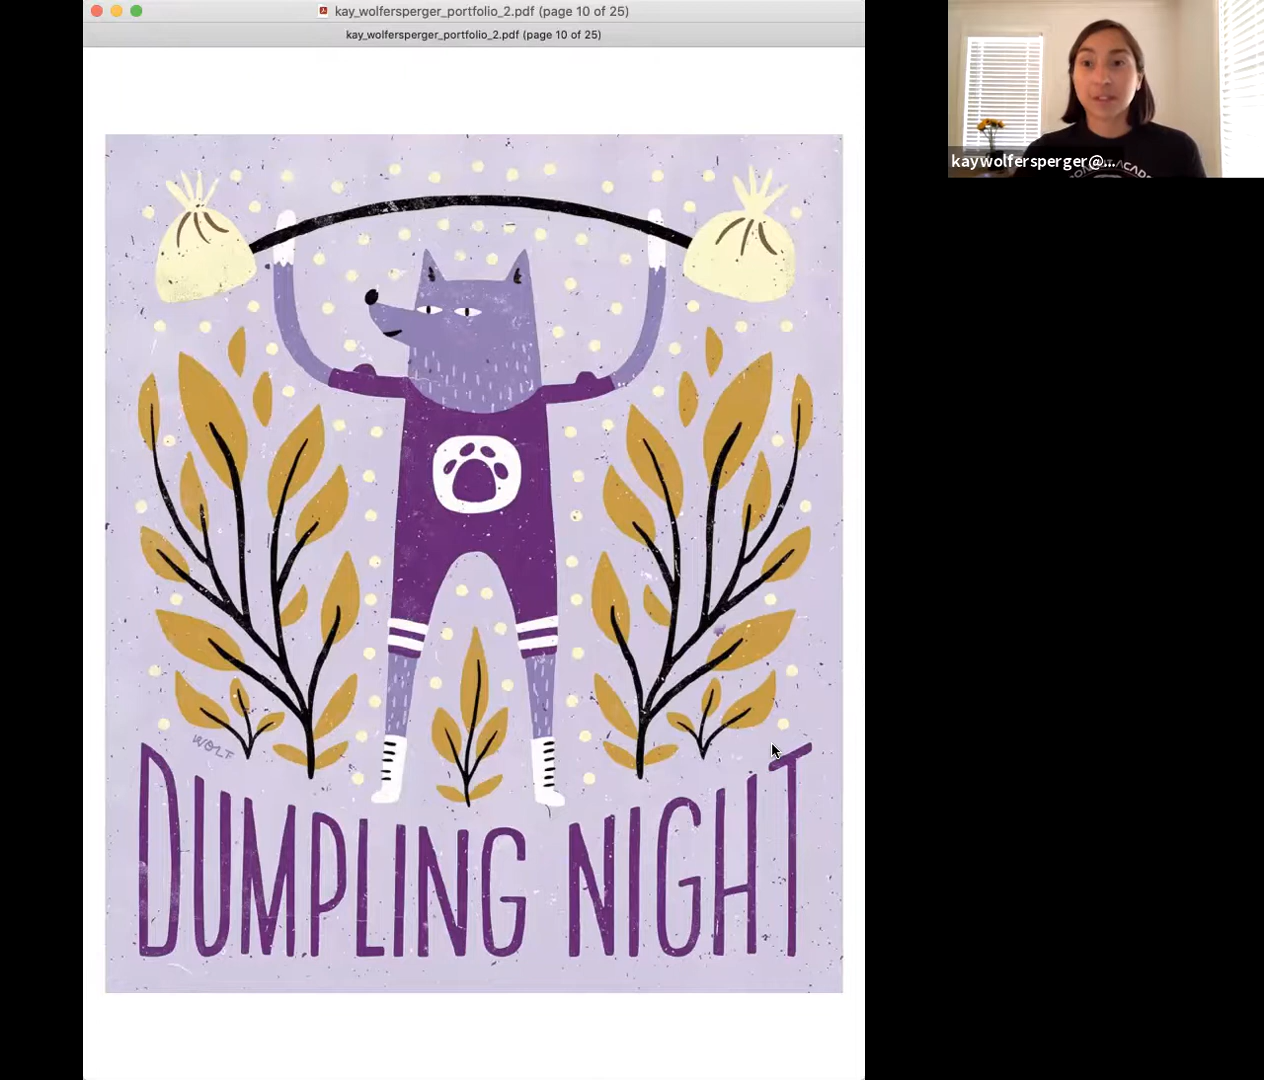 kay_wolfersperger_portfolio_2.pdf (page 10 of 25)
kay_wolfersperger_portfolio_2.pdf (page 10 of 25)
kaywolfersperger@...
WOLF
DUMPLING NIGHT